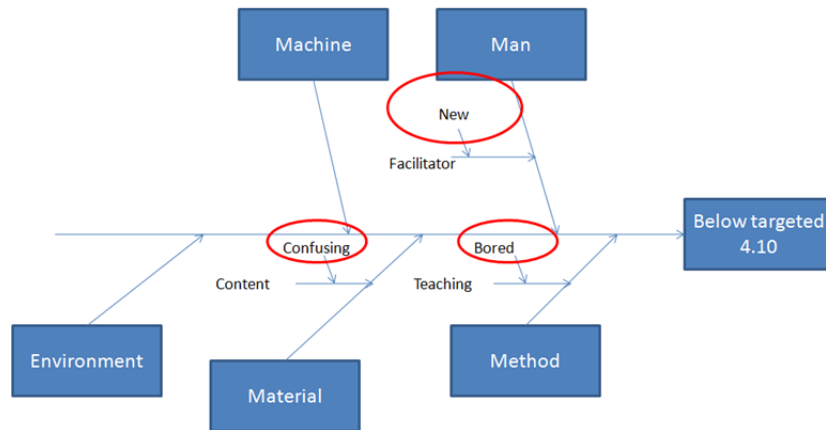 Machine
Man
New
Facilitator
Below targeted
4.10
Confusing
Bored
Content
Teaching
Environment
Method
Material